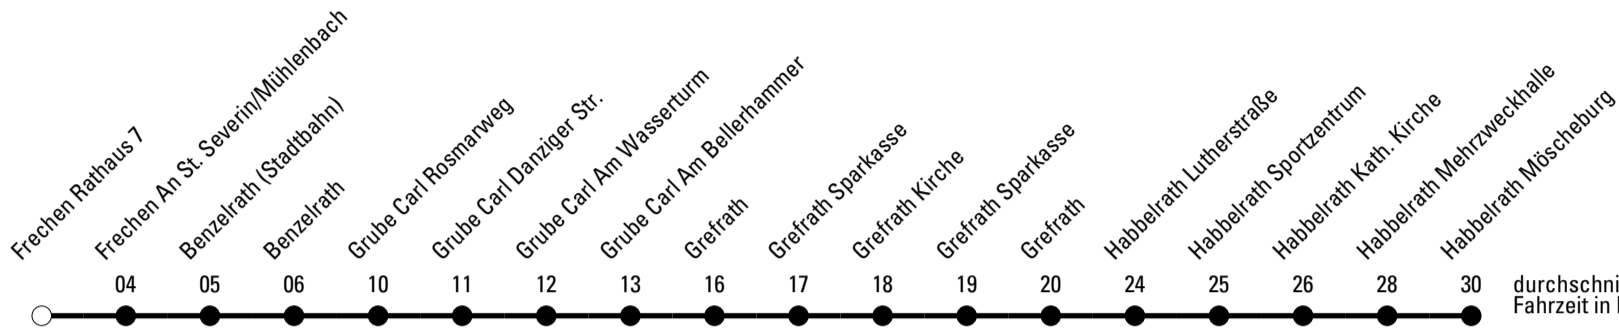 Frechen Rathaus 7
Frechen An St. Severin/Mühlenbach
Benzelrath (Stadtbahn)
Benzelrath
Grube Carl Rosmarweg
Grube Carl Danziger Str.
Grube Carl Am Wasserturm
Grube Carl Am Bellerhammer
Grefrath
Grefrath Sparkasse
Grefrath Kirche
Grefrath Sparkasse
Grefrath
Habbelrath Lutherstraße
Habbelrath Sportzentrum
Habbelrath Kath. Kirche
Habbelrath Mehrzweckhalle
Habbelrath Möscheburg
04 05 06 10 11 12 13 16 17 18 19 20 24 25 26 28 30 durchschni
Fahrzeit in